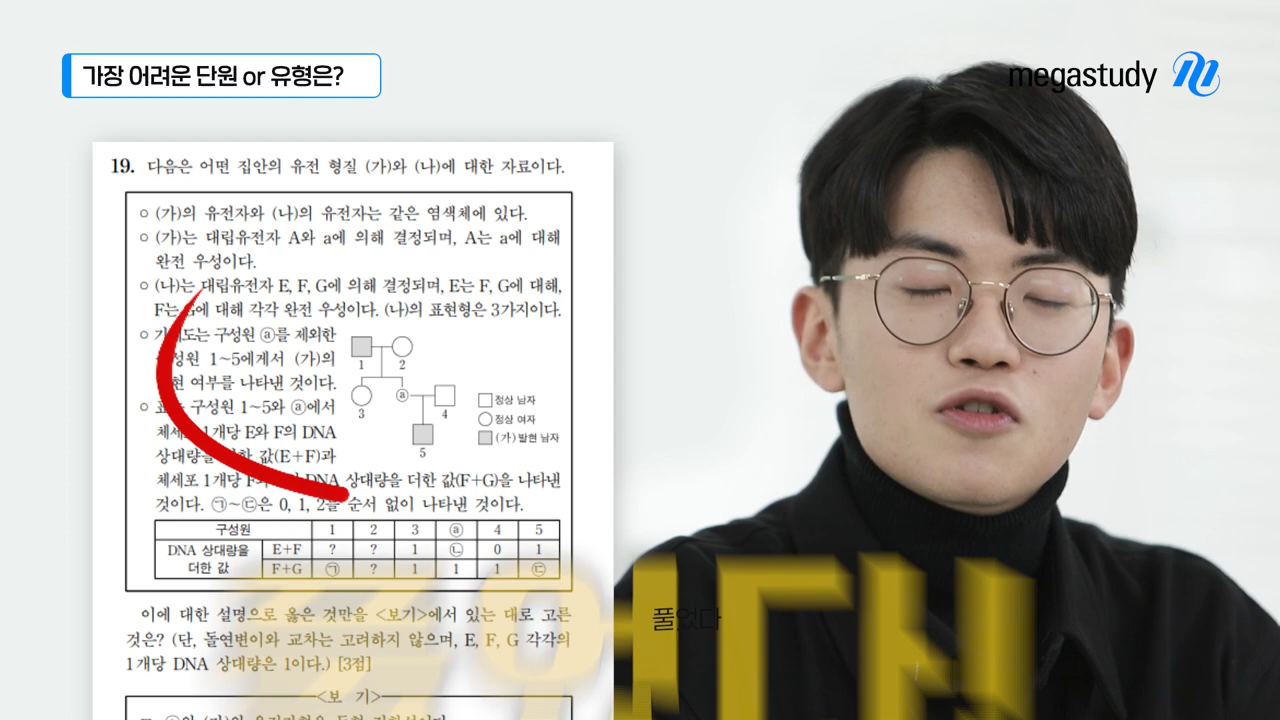 가장 어려운 단원 or 유형은?
megastudy
19. 다음은 어떤 집안의 유전 형질 (가)와 (나)에 대한 자료이다.
○ (가)의 유전자와 (나)의 유전자는 같은 염색체에 있다.
○ (가)는 대립유전자 A와 a에 의해 결정되며, A는 a에 대해
완전 우성이다.
○ (나)는 대립유전자 E, F, G에 의해 결정되며, E는 F, G에 대해,
F는 G에 대해 각각 완전 우성이다. (나)의 표현형은 3가지이다.
○ 구성원 ⓐ를 제외한
1~5에게서 (가)의
여부를 나타낸 것이다.
○ 구성원 1~5와 ⓐ에서
체세포 1개당 E와 F의 DNA
상대량을 더한 값(E+F)과
체세포 1개당 DNA 상대량을 더한 값(F+G)을 나타낸
것이다. ㉠~㉢은 0, 1, 2를 순서 없이 나타낸 것이다.
1 2
3 ⓐ 4
5
정상 남자
정상 여자
(가) 발현 남자
구성원 1 2 3 ⓐ 4 5
DNA 상대량을 더한 값 E+F ? ? 1 ㉡ 0 1
F+G ㉠ ? 1 1 1 ㉢
이에 대한 설명으로 옳은 것만을 <보기>에서 있는 대로 고른
것은? (단, 돌연변이와 교차는 고려하지 않으며, E, F, G 각각의
1개당 DNA 상대량은 1이다.) [3점]
<보 기>
풀었다